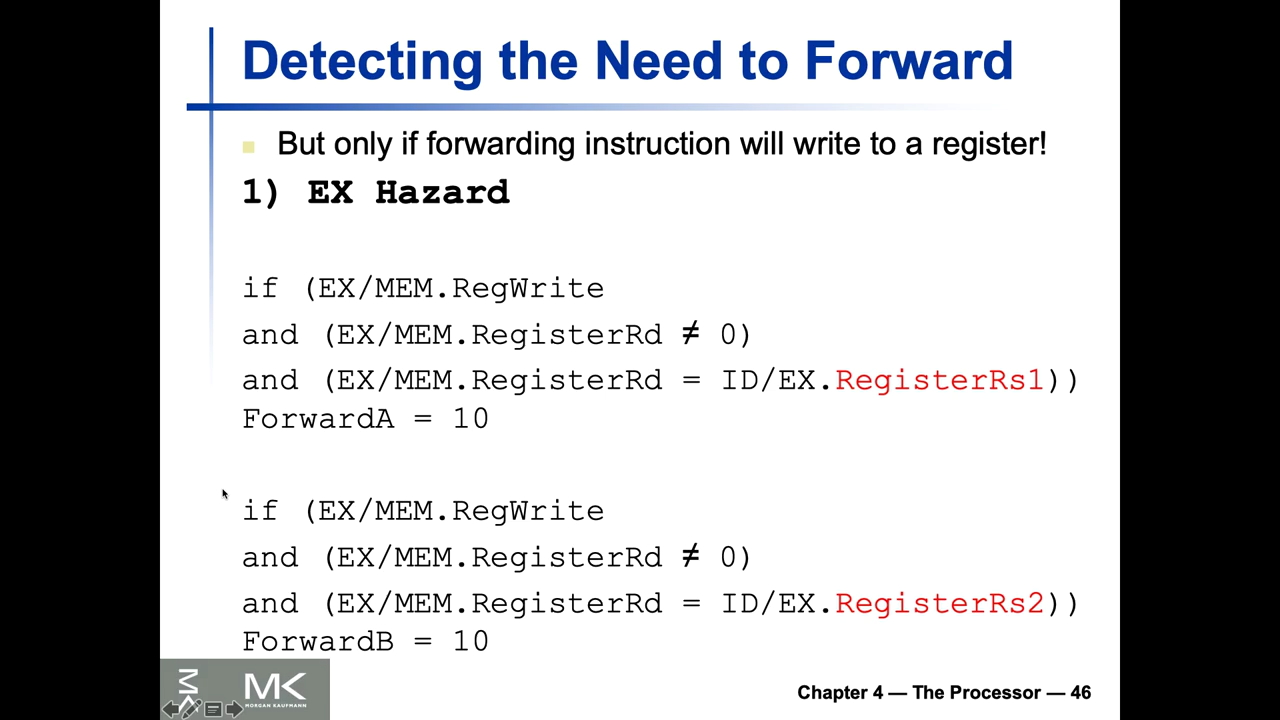 Detecting the Need to Forward
But only if forwarding instruction will write to a register!
1) EX Hazard
if (EX/MEM.RegWrite
and (EX/MEM.RegisterRd ≠ 0)
and (EX/MEM.RegisterRd = ID/EX.RegisterRs1))
ForwardA = 10
if (EX/MEM.RegWrite
and (EX/MEM.RegisterRd ≠ 0)
and (EX/MEM.RegisterRd = ID/EX.RegisterRs2))
ForwardB = 10
MK
MK
MORGAN KAUFMANN
Chapter 4 — The Processor — 46